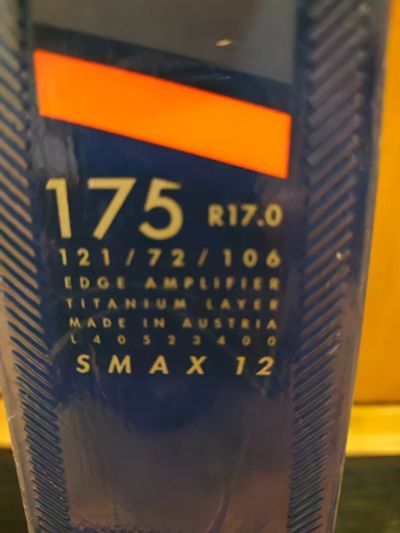 175 R17.0
121/72/106
EDGE AMPLIFIER
TITANIUM LAYER
MADE IN AUSTRIA
L40523400
SMAX 12